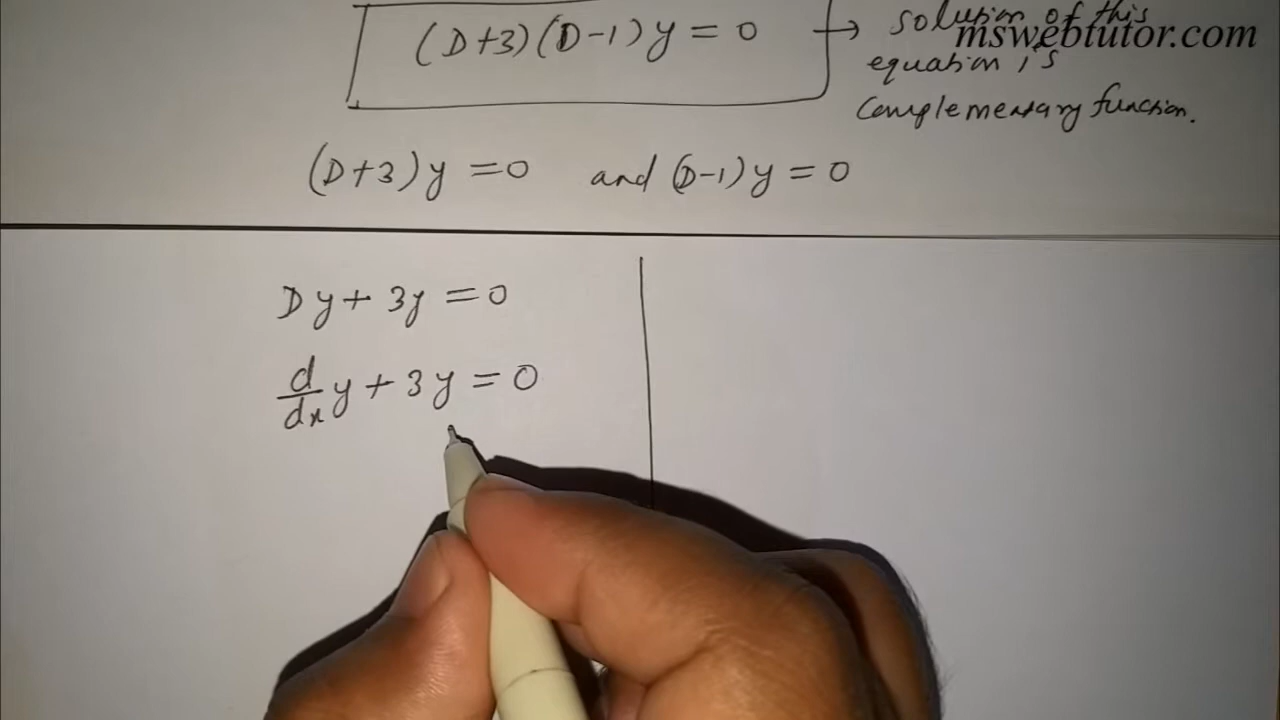 (D+3)(D-1)y = 0 → solution of this
mswebtutor.com
equation is
Complementary function.
(D+3)y = 0 and (D-1)y = 0
Dy + 3y = 0
d/dx y + 3y = 0